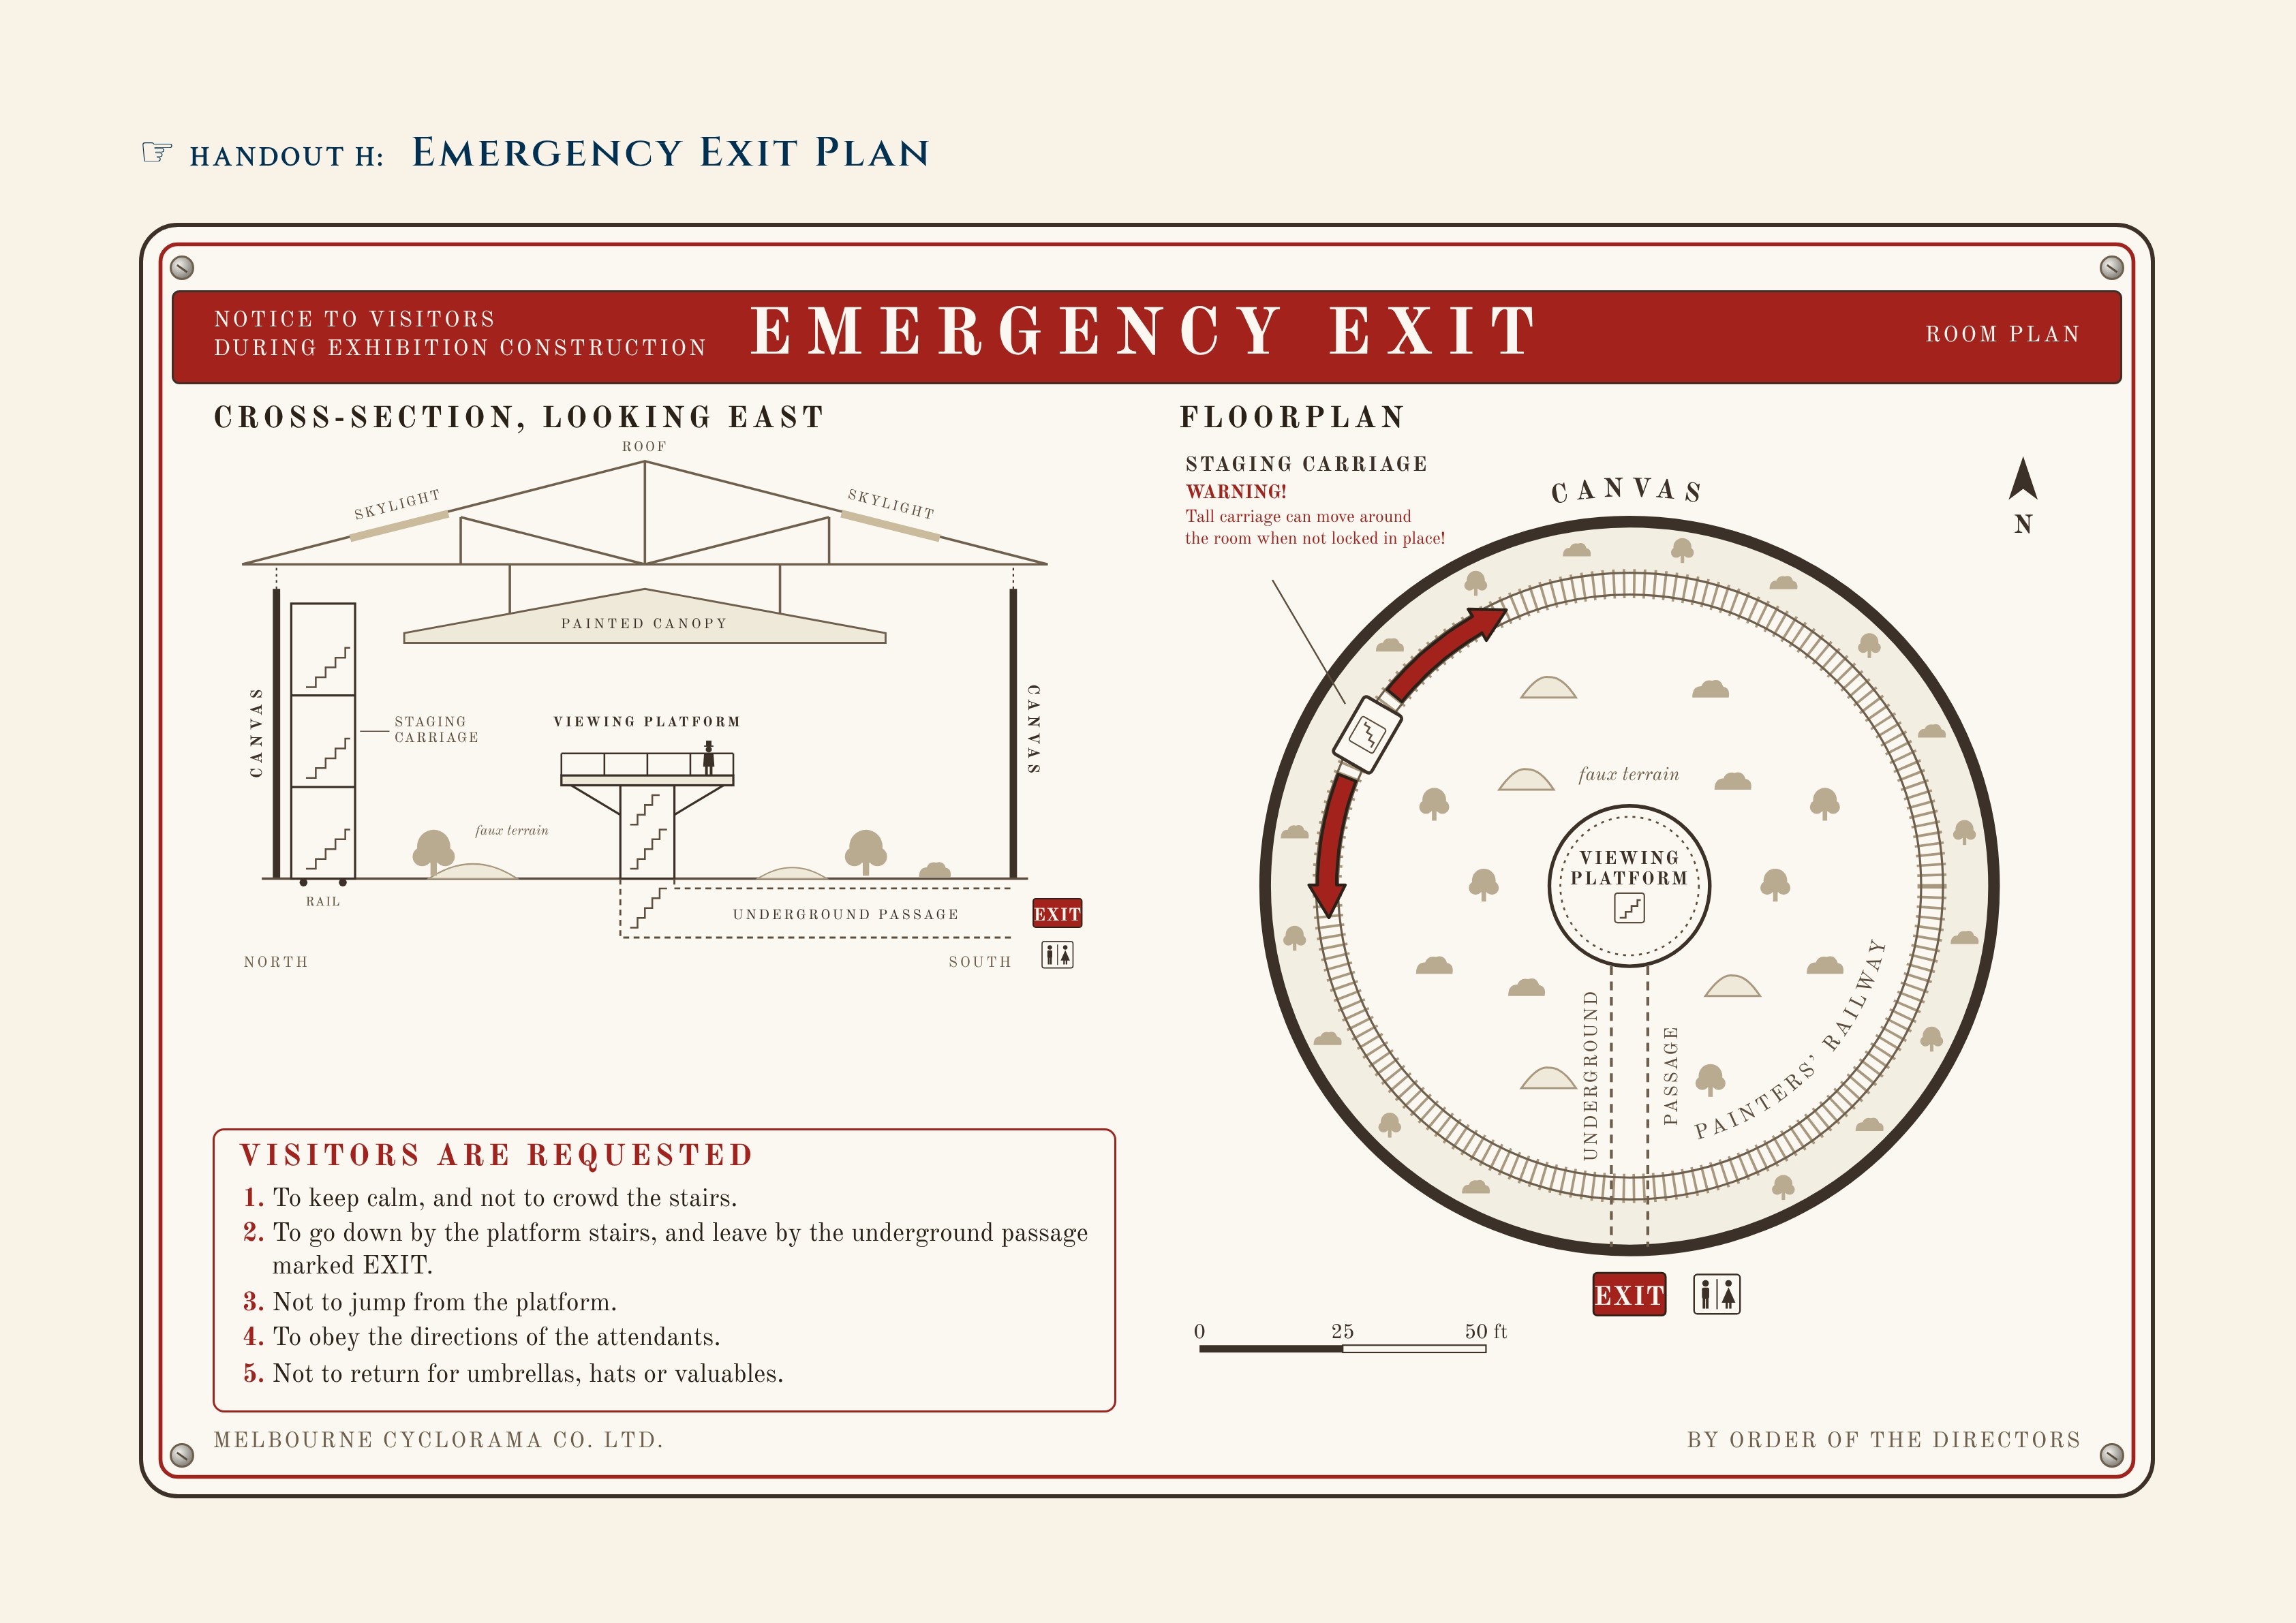 ☞ HANDOUT H: EMERGENCY EXIT PLAN
NOTICE TO VISITORS
DURING EXHIBITION CONSTRUCTION
EMERGENCY EXIT
ROOM PLAN
CROSS-SECTION, LOOKING EAST
ROOF
SKYLIGHT
SKYLIGHT
PAINTED CANOPY
CANVAS
STAGING
CARRIAGE
VIEWING PLATFORM
CANVAS
faux terrain
RAIL
UNDERGROUND PASSAGE
EXIT
NORTH
SOUTH
VISITORS ARE REQUESTED
1. To keep calm, and not to crowd the stairs.
2. To go down by the platform stairs, and leave by the underground passage
marked EXIT.
3. Not to jump from the platform.
4. To obey the directions of the attendants.
5. Not to return for umbrellas, hats or valuables.
FLOORPLAN
STAGING CARRIAGE
WARNING!
Tall carriage can move around
the room when not locked in place!
CANVAS
N
faux terrain
VIEWING
PLATFORM
UNDERGROUND
PASSAGE
PAINTERS’ RAILWAY
EXIT
0 25 50 ft
MELBOURNE CYCLORAMA CO. LTD.
BY ORDER OF THE DIRECTORS